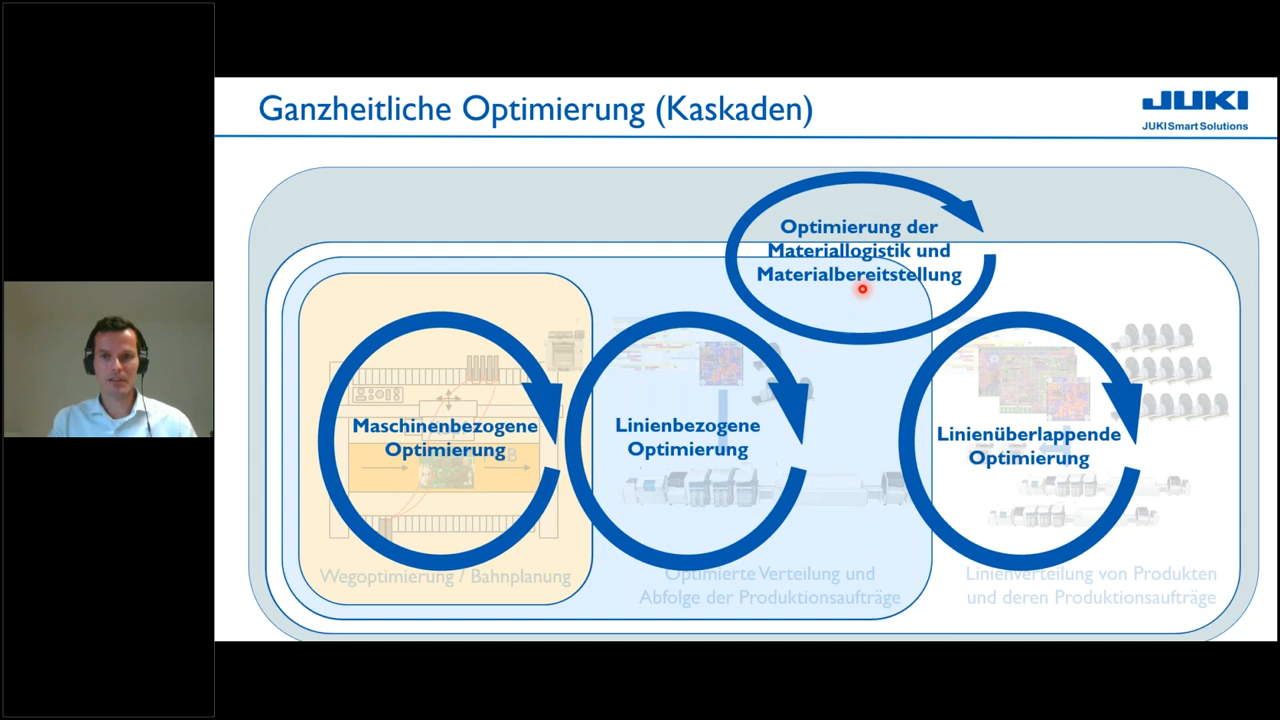 Ganzheitliche Optimierung (Kaskaden)
JUKI
JUKI Smart Solutions
Optimierung der
Materiallogistik und
Materialbereitstellung
Maschinenbezogene
Optimierung
Linienbezogene
Optimierung
Linienüberlappende
Optimierung
Wegoptimierung / Bahnplanung
Optimierte Verteilung und
Abfolge der Produktionsaufträge
Linienverteilung von Produkten
und deren Produktionsaufträge